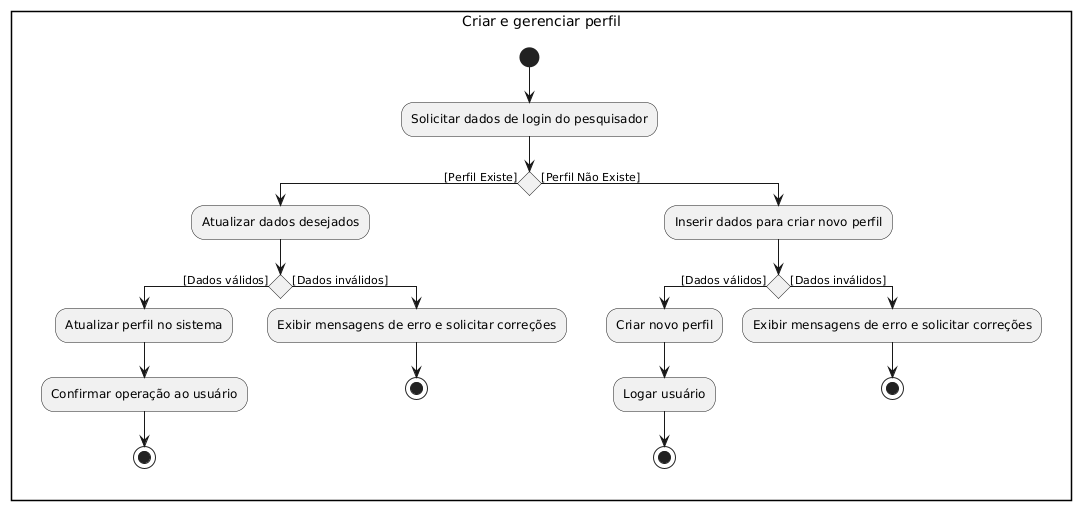 Criar e gerenciar perfil
Solicitar dados de login do pesquisador
[Perfil Existe]
[Perfil Não Existe]
Atualizar dados desejados
Inserir dados para criar novo perfil
[Dados válidos]
[Dados inválidos]
[Dados válidos]
[Dados inválidos]
Atualizar perfil no sistema
Exibir mensagens de erro e solicitar correções
Criar novo perfil
Exibir mensagens de erro e solicitar correções
Confirmar operação ao usuário
Logar usuário